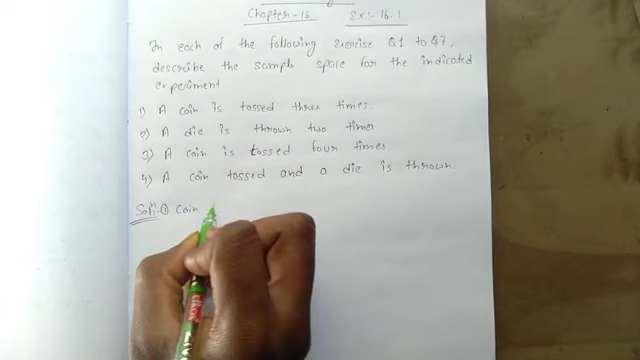 Chapter-16 Ex:- 16.1
In each of the following Exercise Q1 to Q7,
describe the sample space for the indicated
experiment
1) A coin is tossed three times.
2) A die is thrown two times
3) A coin is tossed four times.
4) A coin tossed and a die is thrown.
Soln:-① Coin